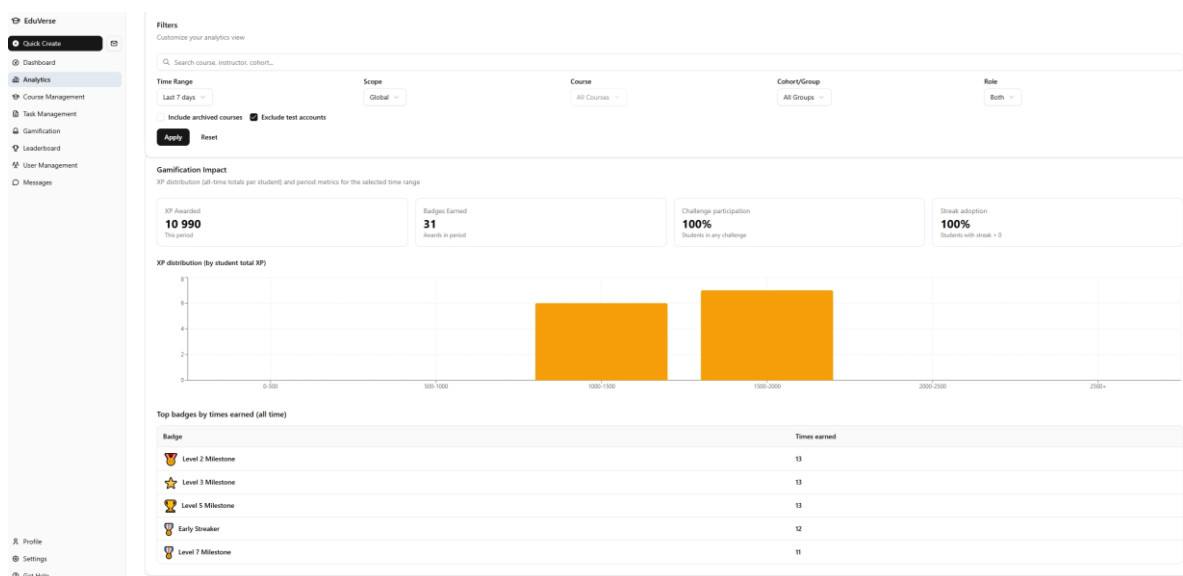 EduVerse
Quick Create
Dashboard
Analytics
Course Management
Task Management
Gamification
Leaderboard
User Management
Messages
Profile
Settings
Get Help
Filters
Customize your analytics view
Search course, instructor, cohort...
Time Range Scope Course Cohort/Group Role
Last 7 days Global All Courses All Groups Both
Include archived courses Exclude test accounts
Apply Reset
Gamification Impact
XP distribution (all-time totals per student) and period metrics for the selected time range
XP Awarded
10 990
This period
Badges Earned
31
Awards in period
Challenge participation
100%
Students in any challenge
Streak adoption
100%
Students with streak > 0
XP distribution (by student total XP)
8
6
4
2
0
0-500 500-1000 1000-1500 1500-2000 2000-2500 2500+
Top badges by times earned (all time)
Badge Times earned
Level 2 Milestone 13
Level 3 Milestone 13
Level 5 Milestone 13
Early Streaker 12
Level 7 Milestone 11